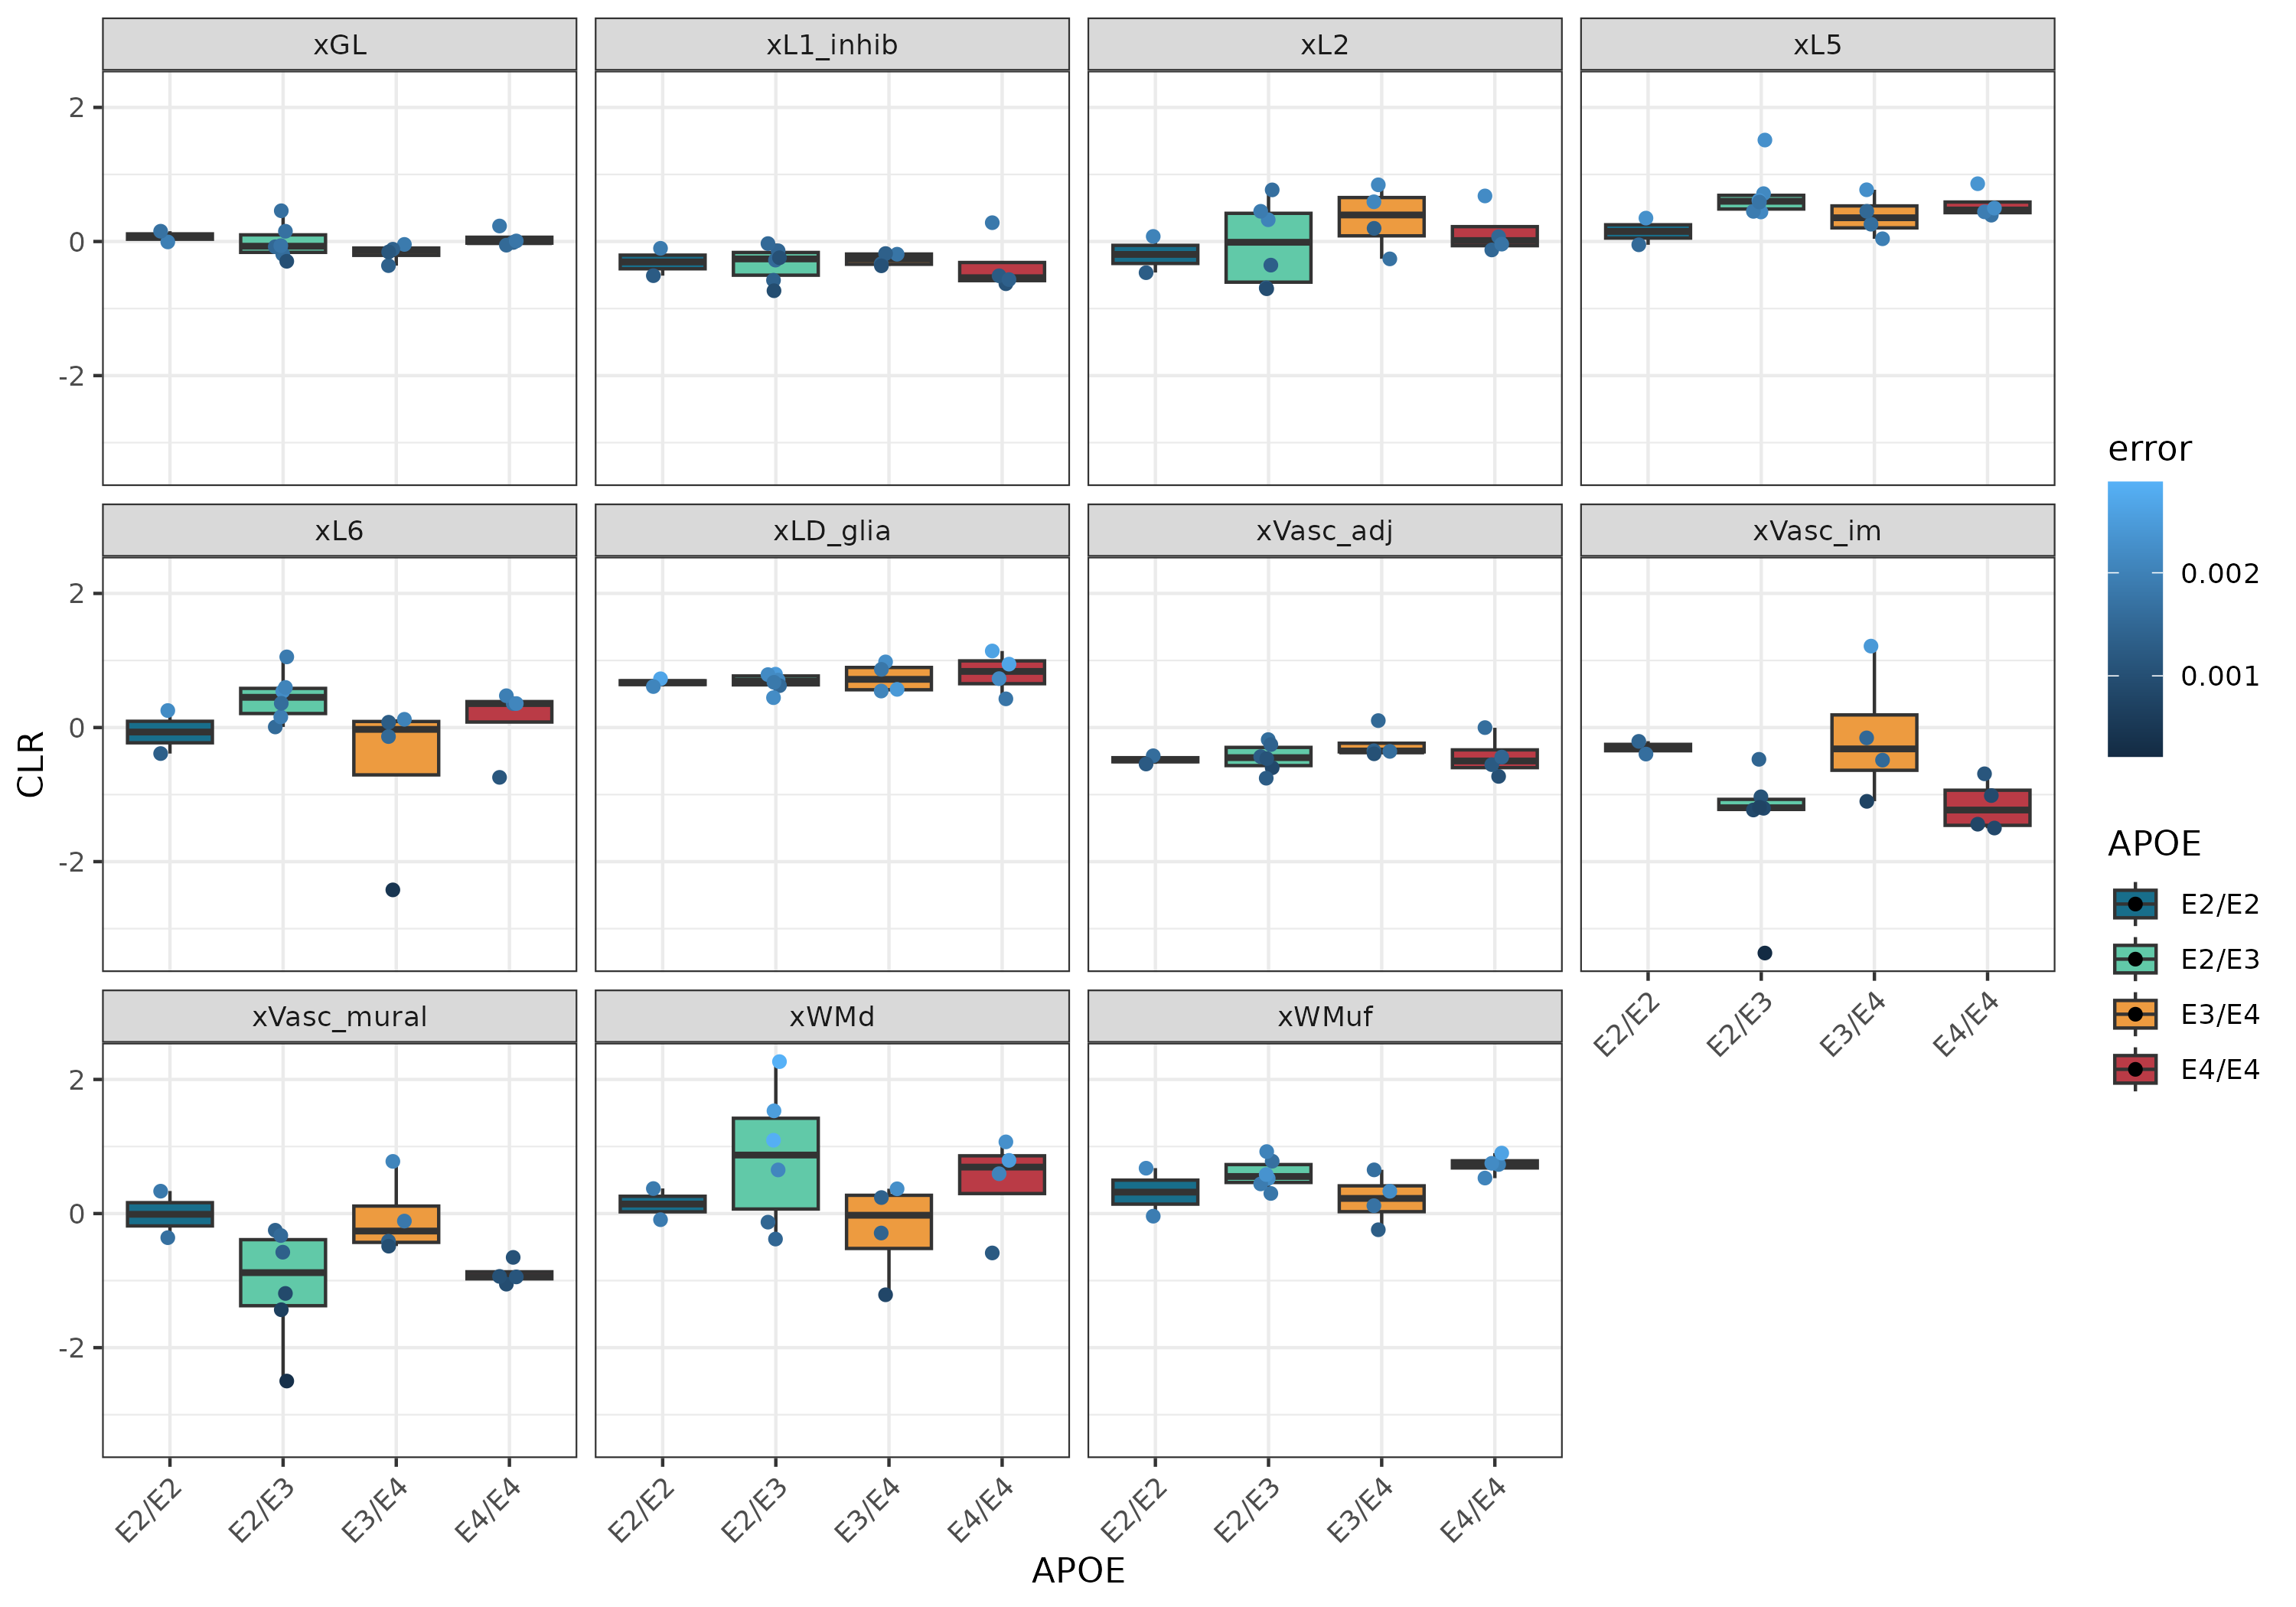 xGL xL1_inhib xL2 xL5
2
0
-2
xL6 xLD_glia xVasc_adj xVasc_im
2
0
-2
E2/E2 E2/E3 E3/E4 E4/E4
xVasc_mural xWMd xWMuf
2
0
-2
E2/E2 E2/E3 E3/E4 E4/E4 E2/E2 E2/E3 E3/E4 E4/E4 E2/E2 E2/E3 E3/E4 E4/E4
APOE
CLR
error
0.002
0.001
APOE
E2/E2
E2/E3
E3/E4
E4/E4